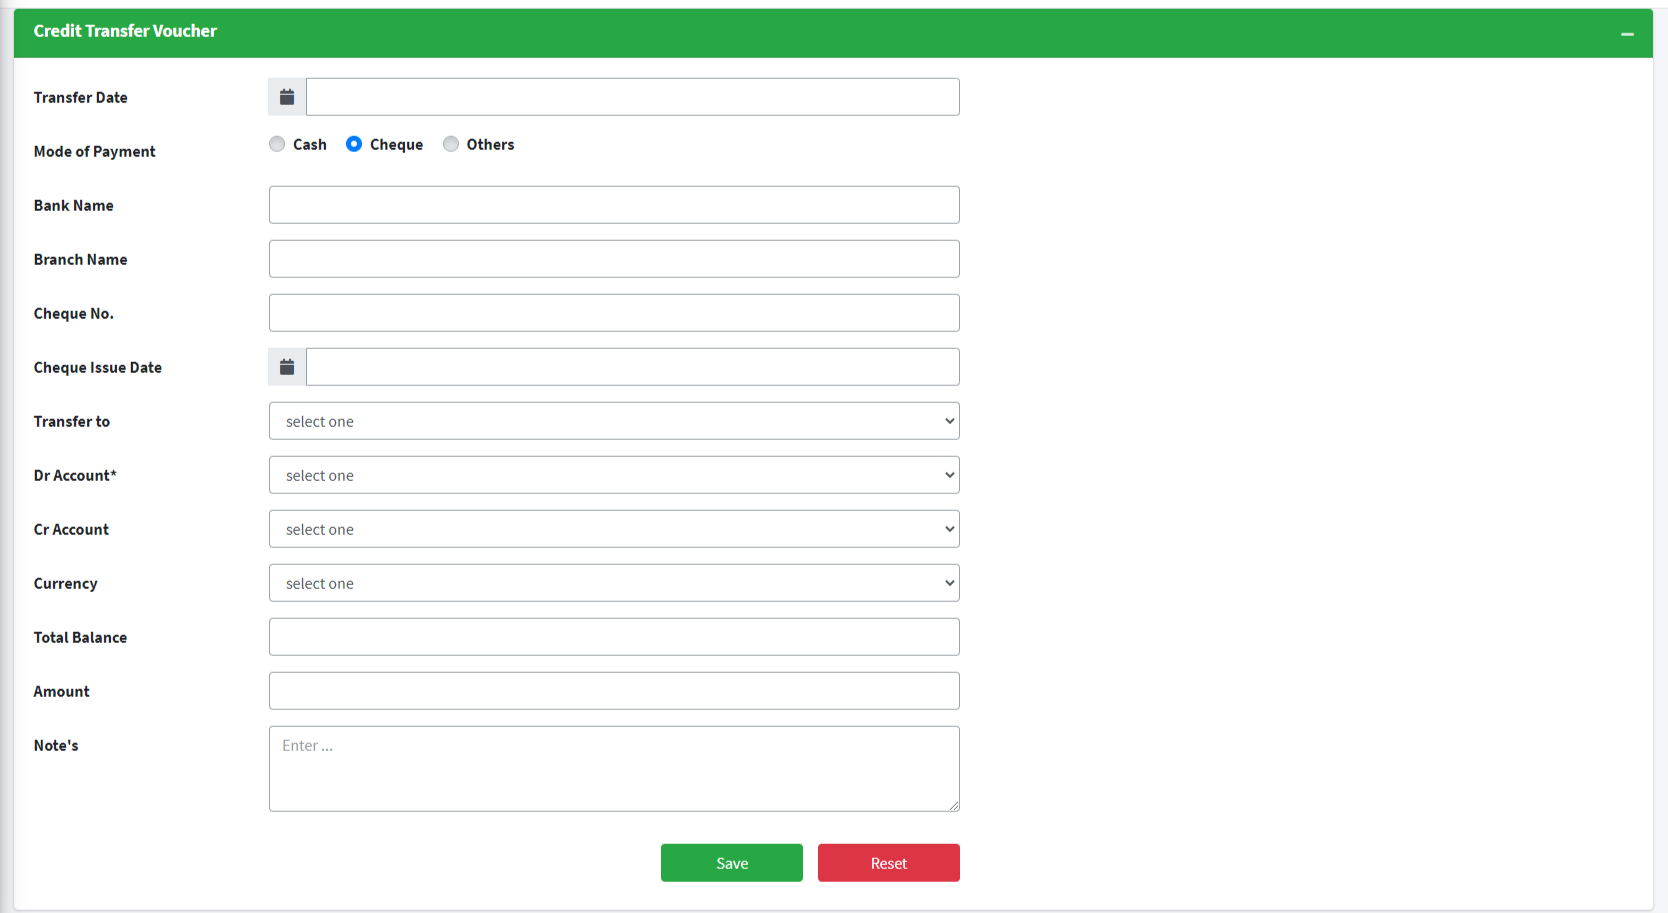 Credit Transfer Voucher
Transfer Date
Mode of Payment
Cash Cheque Others
Bank Name
Branch Name
Cheque No.
Cheque Issue Date
Transfer to select one
Dr Account* select one
Cr Account select one
Currency select one
Total Balance
Amount
Note's Enter ...
Save Reset